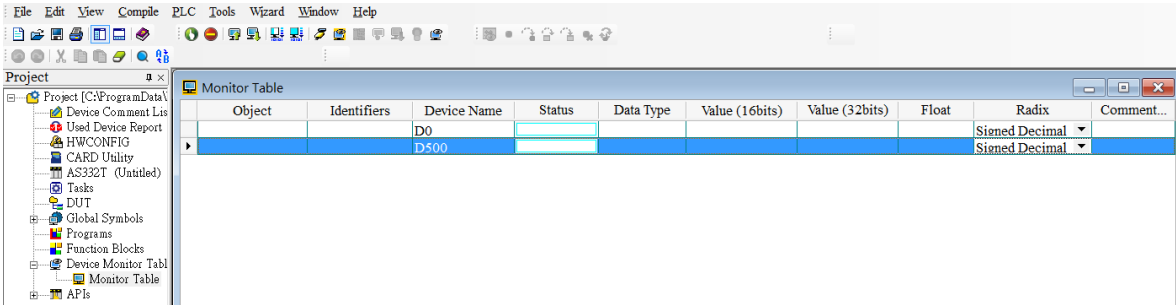 File Edit View Compile PLC Tools Wizard Window Help
Project
Project [C:\ProgramData\
Device Comment Lis
Used Device Report
HWCONFIG
CARD Utility
AS332T (Untitled)
Tasks
DUT
Global Symbols
Programs
Function Blocks
Device Monitor Tabl
Monitor Table
APIs
Monitor Table
Object Identifiers Device Name Status Data Type Value (16bits) Value (32bits) Float Radix Comment...
D0 Signed Decimal
D500 Signed Decimal